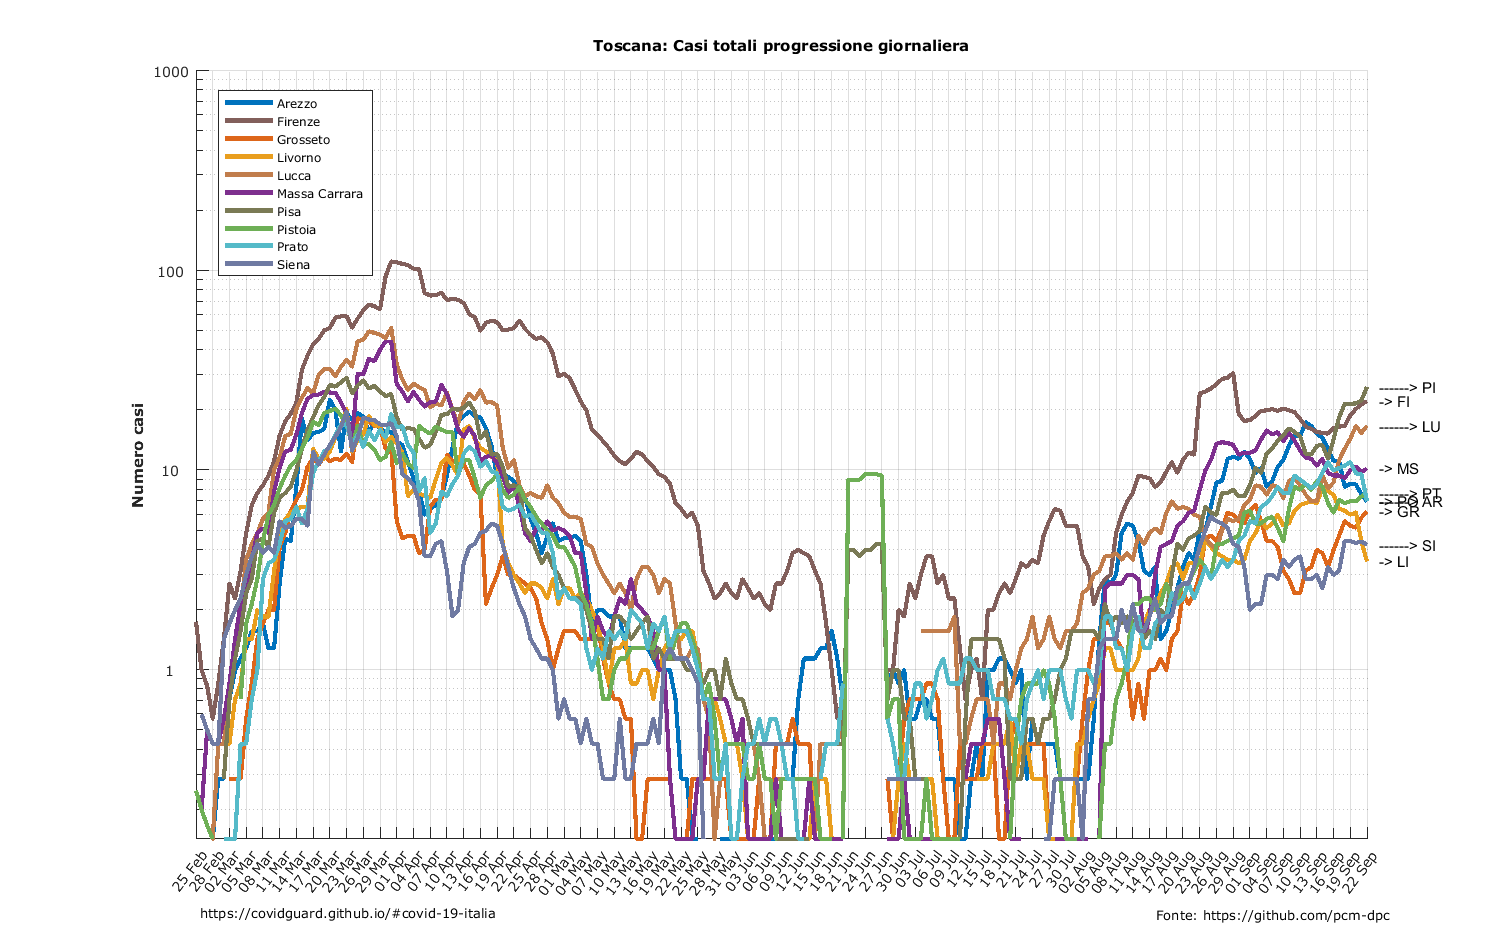 Toscana: Casi totali progressione giornaliera
1000
100
10
1
Numero casi
Arezzo
Firenze
Grosseto
Livorno
Lucca
Massa Carrara
Pisa
Pistoia
Prato
Siena
------> PI
-> FI
------> LU
-> MS
------> PT
-> PO AR
-> GR
------> SI
-> LI
25 Feb
28 Feb
02 Mar
05 Mar
08 Mar
11 Mar
14 Mar
17 Mar
20 Mar
23 Mar
26 Mar
29 Mar
01 Apr
04 Apr
07 Apr
10 Apr
13 Apr
16 Apr
19 Apr
22 Apr
25 Apr
28 Apr
01 May
04 May
07 May
10 May
13 May
16 May
19 May
22 May
25 May
28 May
31 May
03 Jun
06 Jun
09 Jun
12 Jun
15 Jun
18 Jun
21 Jun
24 Jun
27 Jun
30 Jun
03 Jul
06 Jul
09 Jul
12 Jul
15 Jul
18 Jul
21 Jul
24 Jul
27 Jul
30 Jul
02 Aug
05 Aug
08 Aug
11 Aug
14 Aug
17 Aug
20 Aug
23 Aug
26 Aug
29 Aug
01 Sep
04 Sep
07 Sep
10 Sep
13 Sep
16 Sep
19 Sep
22 Sep
https://covidguard.github.io/#covid-19-italia
Fonte: https://github.com/pcm-dpc